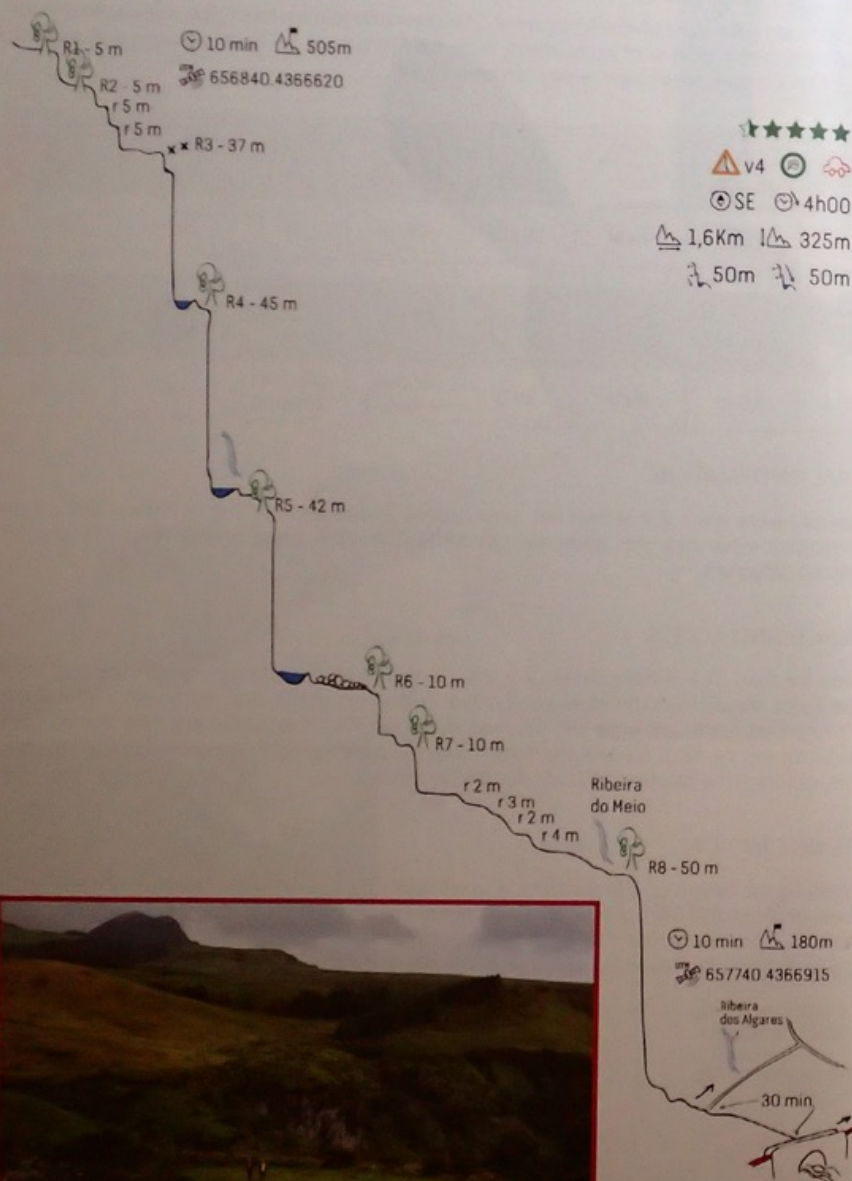 R1 - 5 m
10 min 505m
R2 - 5 m
UTM 656840.4366620
r 5 m
r 5 m
R3 - 37 m
v4
SE 4h00
1,6Km 325m
50m 50m
R4 - 45 m
R5 - 42 m
R6 - 10 m
R7 - 10 m
r 2 m
r 3 m
r 2 m
r 4 m
Ribeira
do Meio
R8 - 50 m
10 min 180m
UTM 657740.4366915
Ribeira
dos Algares
30 min